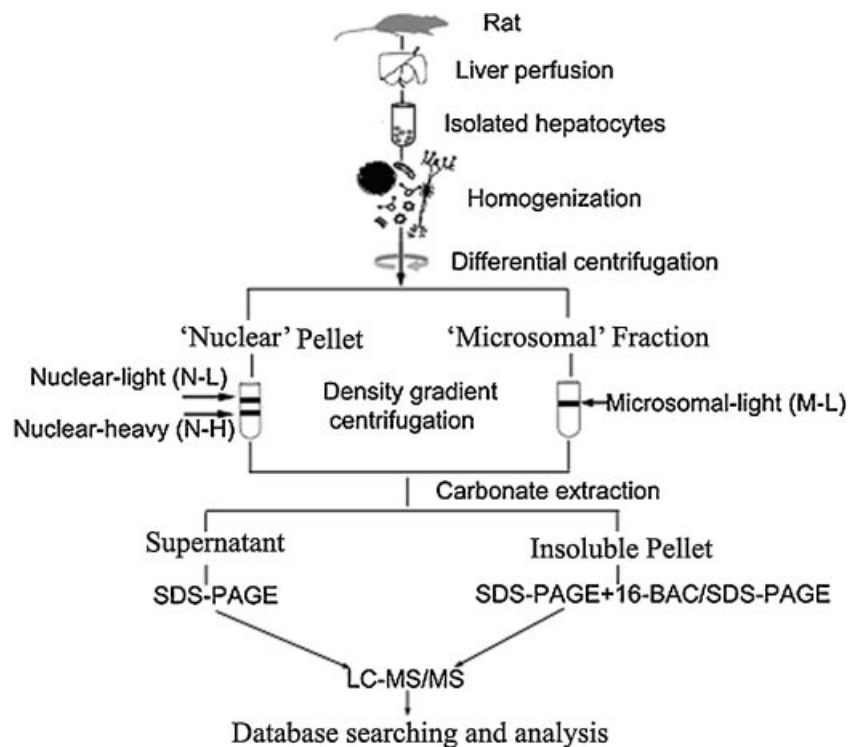 Rat
Liver perfusion
Isolated hepatocytes
Homogenization
Differential centrifugation
‘Nuclear’ Pellet
‘Microsomal’ Fraction
Nuclear-light (N-L)
Nuclear-heavy (N-H)
Density gradient
centrifugation
Microsomal-light (M-L)
Carbonate extraction
Supernatant
Insoluble Pellet
SDS-PAGE
SDS-PAGE+16-BAC/SDS-PAGE
LC-MS/MS
Database searching and analysis